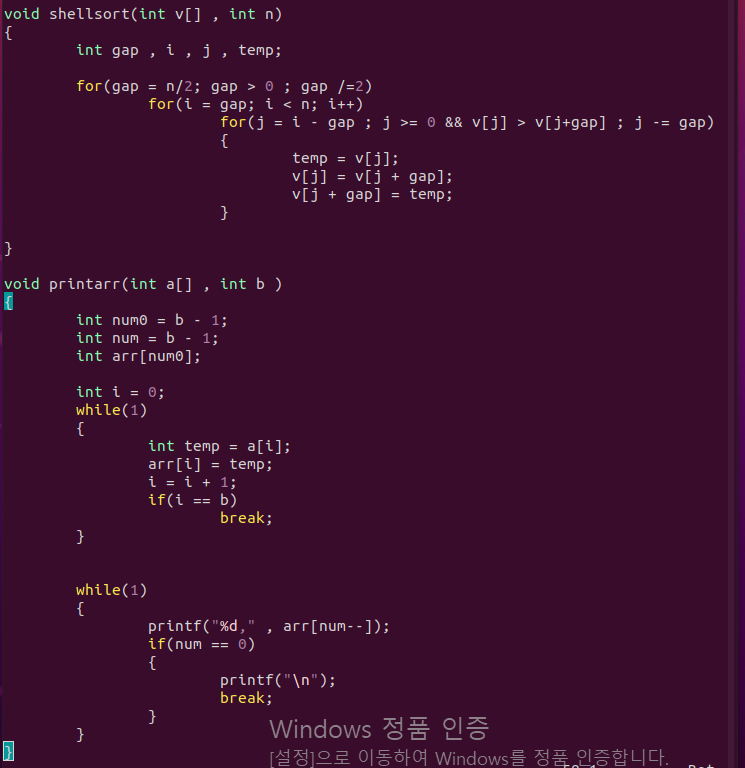 void shellsort(int v[] , int n)
{
        int gap , i , j , temp;

        for(gap = n/2; gap > 0 ; gap /=2)
                for(i = gap; i < n; i++)
                        for(j = i - gap ; j >= 0 && v[j] > v[j+gap] ; j -= gap)
                        {
                                temp = v[j];
                                v[j] = v[j + gap];
                                v[j + gap] = temp;
                        }

}

void printarr(int a[] , int b )
{
        int num0 = b - 1;
        int num = b - 1;
        int arr[num0];

        int i = 0;
        while(1)
        {
                int temp = a[i];
                arr[i] = temp;
                i = i + 1;
                if(i == b)
                        break;
        }


        while(1)
        {
                printf("%d," , arr[num--]);
                if(num == 0)
                {
                        printf("\n");
                        break;
                }
        }
Windows 정품 인증
}
[설정]으로 이동하여 Windows를 정품 인증합니다.